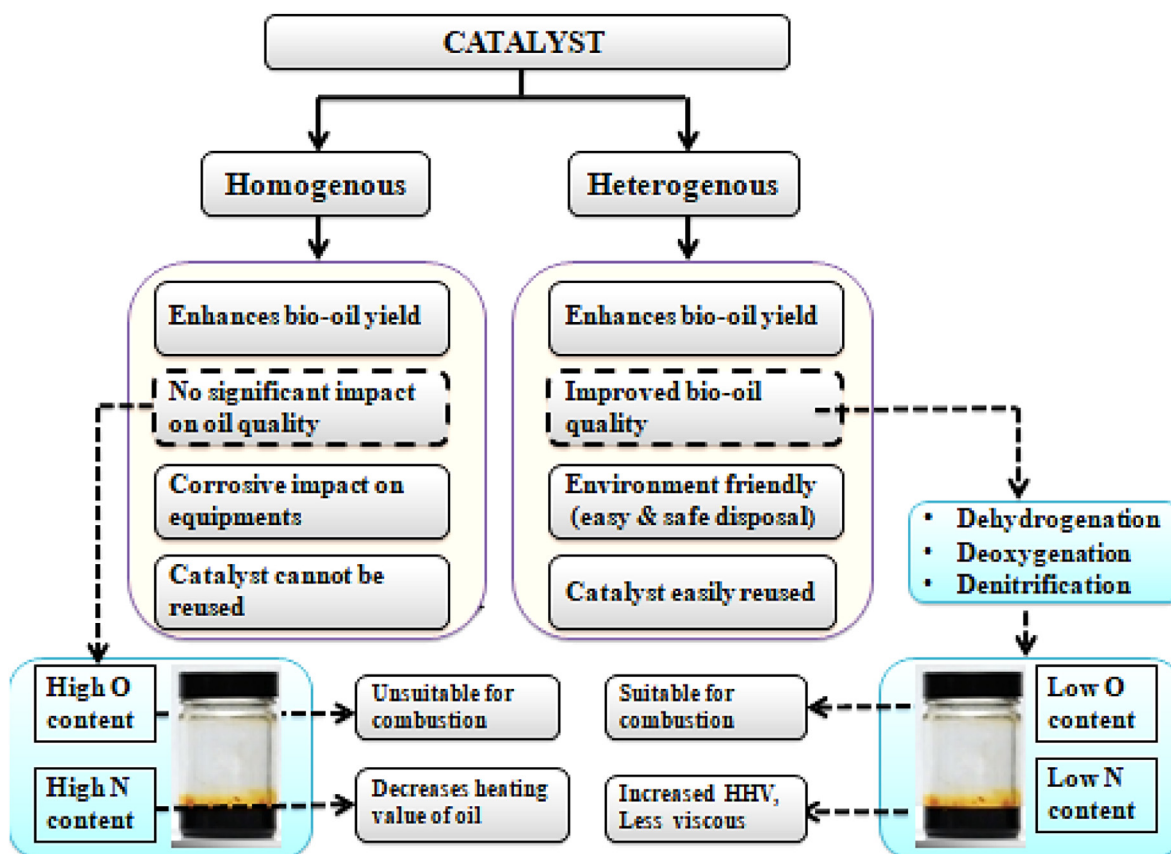 CATALYST
Homogenous
Heterogenous
Enhances bio-oil yield
No significant impact
on oil quality
Corrosive impact on
equipments
Catalyst cannot be
reused
Enhances bio-oil yield
Improved bio-oil
quality
Environment friendly
(easy & safe disposal)
Catalyst easily reused
• Dehydrogenation
• Deoxygenation
• Denitrification
High O
content
High N
content
Unsuitable for
combustion
Decreases heating
value of oil
Suitable for
combustion
Increased HHV,
Less viscous
Low O
content
Low N
content